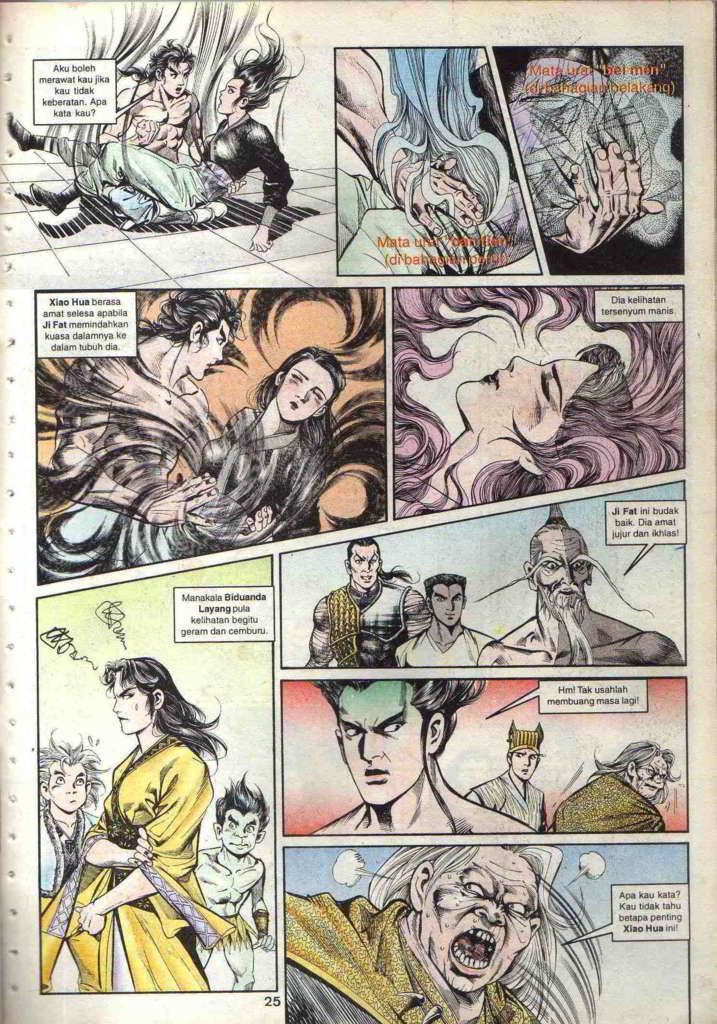 Aku boleh
merawat kau jika
kau tidak
keberatan. Apa
kata kau?
Mata urat "bei men"
(di bahagian belakang)
Mata urat
(di bahagian perut)
Xiao Hua berasa
amat selesa apabila
Ji Fat memindahkan
kuasa dalamnya ke
dalam tubuh dia.
Dia kelihatan
tersenyum manis.
Ji Fat ini budak
baik. Dia amat
jujur dan ikhlas!
Manakala Biduanda
Layang pula
kelihatan begitu
geram dan cemburu.
Hm! Tak usahlah
membuang masa lagi!
Apa kau kata?
Kau tidak tahu
betapa penting
Xiao Hua ini!
25